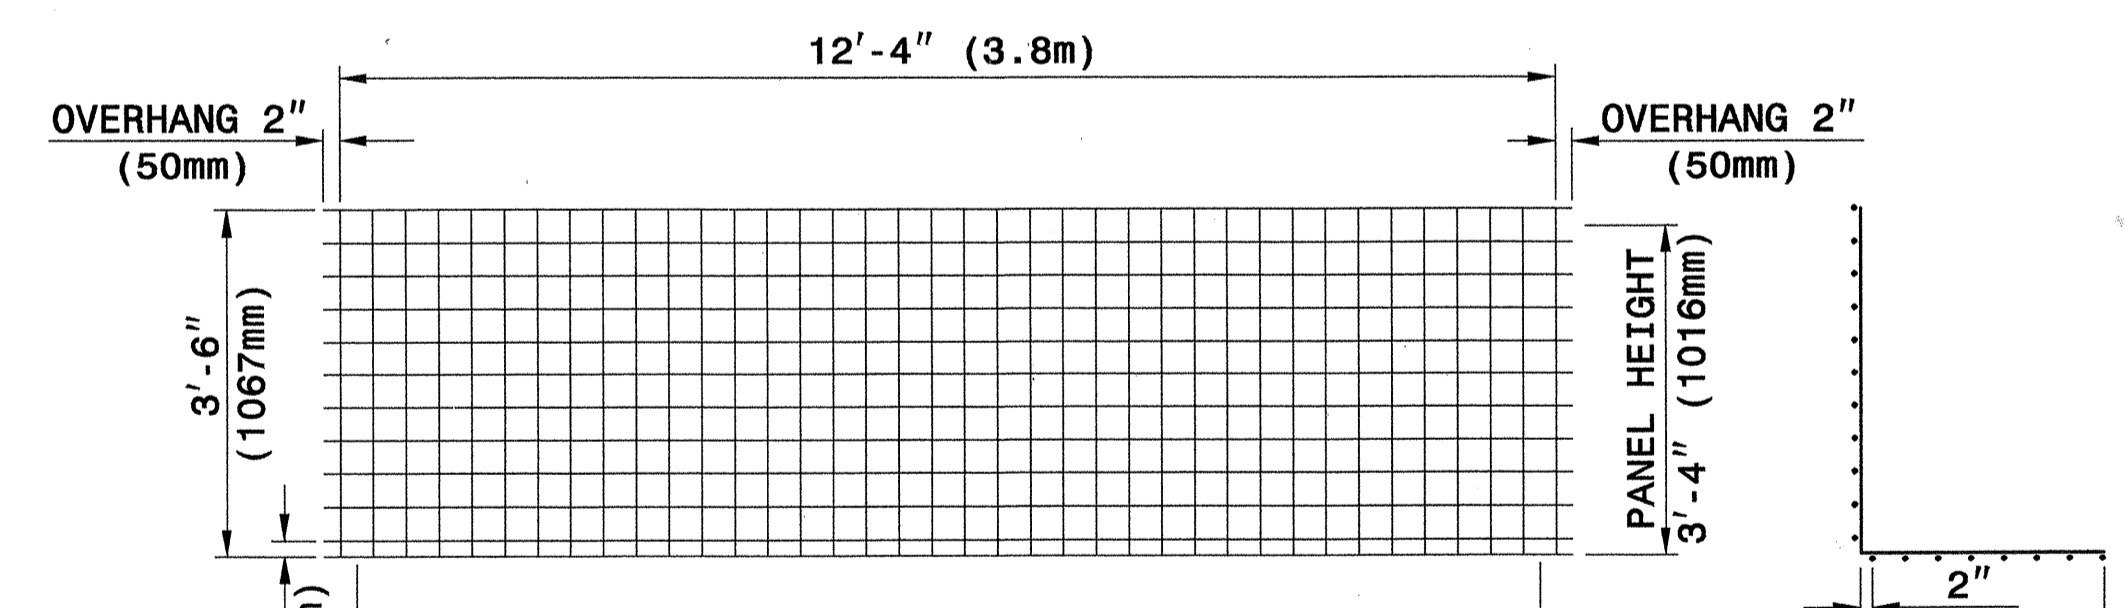 12'-4" (3.8m)
OVERHANG 2"
(50mm)
OVERHANG 2"
(50mm)
3'-6"
(1067mm)
PANEL HEIGHT
3'-4" (1016mm)
2"